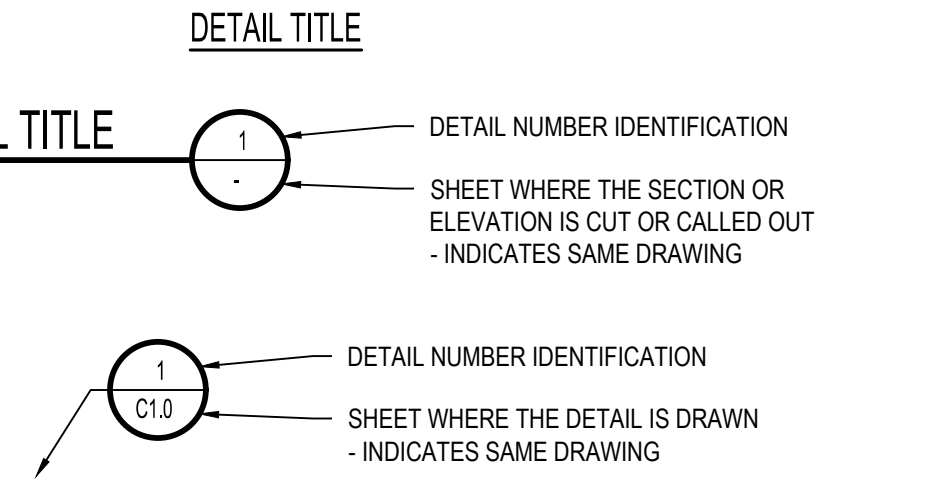 DETAIL TITLE
L TITLE
1
-
DETAIL NUMBER IDENTIFICATION
SHEET WHERE THE SECTION OR
ELEVATION IS CUT OR CALLED OUT
- INDICATES SAME DRAWING
1
C1.0
DETAIL NUMBER IDENTIFICATION
SHEET WHERE THE DETAIL IS DRAWN
- INDICATES SAME DRAWING